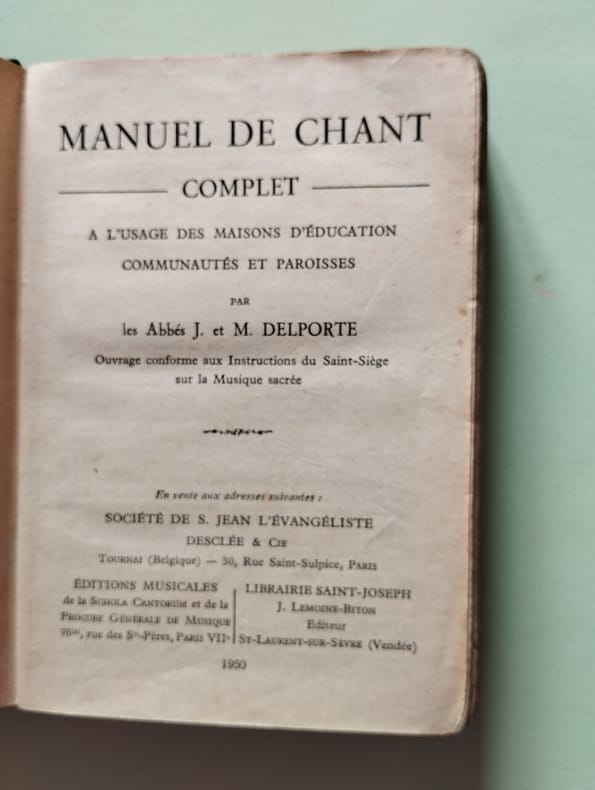 MANUEL DE CHANT
COMPLET
A L'USAGE DES MAISONS D'ÉDUCATION
COMMUNAUTÉS ET PAROISSES
PAR
les Abbés J. et M. DELPORTE
Ouvrage conforme aux Instructions du Saint-Siège
sur la Musique sacrée
En vente aux adresses suivantes :
SOCIÉTÉ DE S. JEAN L'ÉVANGÉLISTE
DESCLÉE & CIE
TOURNAI (Belgique) — 30, Rue Saint-Sulpice, PARIS
ÉDITIONS MUSICALES
de la SCHOLA CANTORUM et de la
PROCURE GÉNÉRALE DE MUSIQUE
76bis, rue des Sts-Pères, PARIS VIIe
LIBRAIRIE SAINT-JOSEPH
J. LEMOINE-BITON
Editeur
ST-LAURENT-SUR-SÈVRE (Vendée)
1950